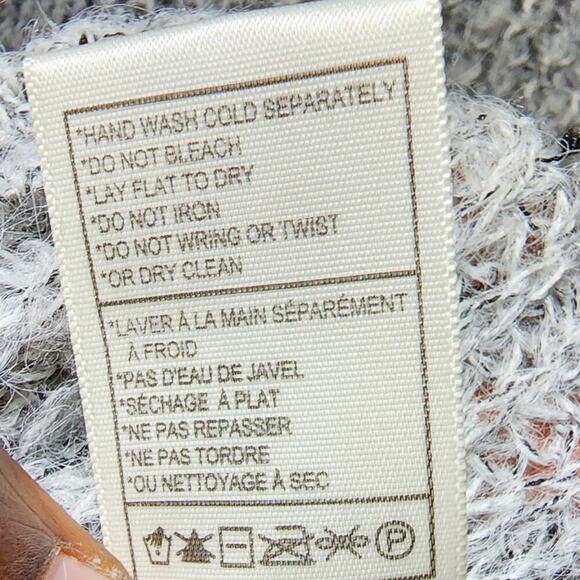 *HAND WASH COLD SEPARATELY
*DO NOT BLEACH
*LAY FLAT TO DRY
*DO NOT IRON
*DO NOT WRING OR TWIST
*OR DRY CLEAN
*LAVER À LA MAIN SÉPARÉMENT
À FROID
*PAS D'EAU DE JAVEL
*SÉCHAGE À PLAT
*NE PAS REPASSER
*NE PAS TORDRE
*OU NETTOYAGE À SEC
P